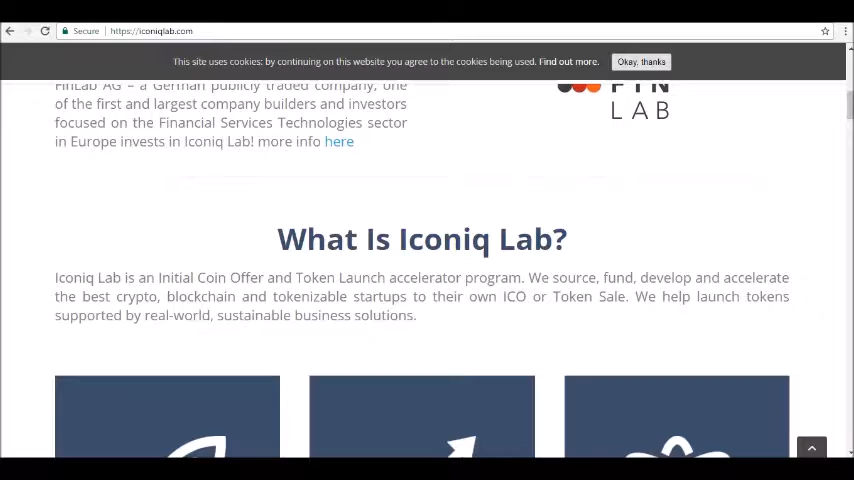 Secure
https://iconiqlab.com
This site uses cookies: by continuing on this website you agree to the cookies being used. Find out more.
Okay, thanks
FinLab AG – a German publicly traded company, one
of the first and largest company builders and investors
focused on the Financial Services Technologies sector
in Europe invests in Iconiq Lab! more info here
FIN
LAB
What Is Iconiq Lab?
Iconiq Lab is an Initial Coin Offer and Token Launch accelerator program. We source, fund, develop and accelerate
the best crypto, blockchain and tokenizable startups to their own ICO or Token Sale. We help launch tokens
supported by real-world, sustainable business solutions.